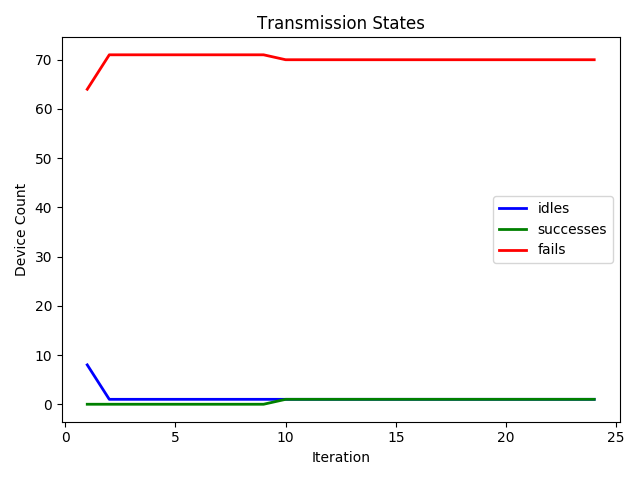 Transmission States
Device Count
70
60
50
40
30
20
10
0
idles
successes
fails
0 5 10 15 20 25
Iteration